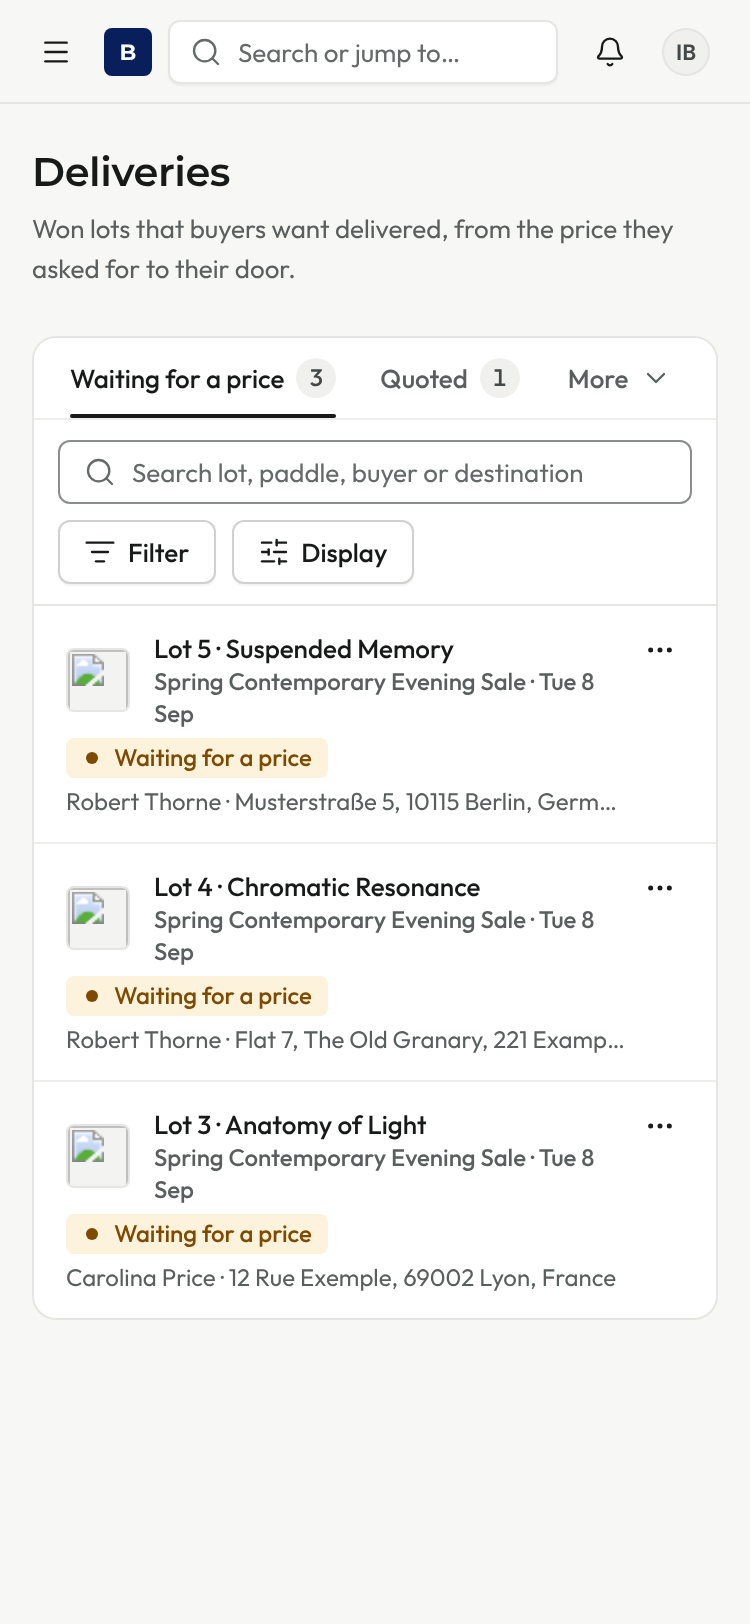 B
Search or jump to...
IB
Deliveries
Won lots that buyers want delivered, from the price they
asked for to their door.
Waiting for a price 3
Quoted 1
More
Search lot, paddle, buyer or destination
Filter
Display
Lot 5 · Suspended Memory
Spring Contemporary Evening Sale · Tue 8
Sep
Waiting for a price
Robert Thorne · Musterstraße 5, 10115 Berlin, Germ...
Lot 4 · Chromatic Resonance
Spring Contemporary Evening Sale · Tue 8
Sep
Waiting for a price
Robert Thorne · Flat 7, The Old Granary, 221 Examp...
Lot 3 · Anatomy of Light
Spring Contemporary Evening Sale · Tue 8
Sep
Waiting for a price
Carolina Price · 12 Rue Exemple, 69002 Lyon, France